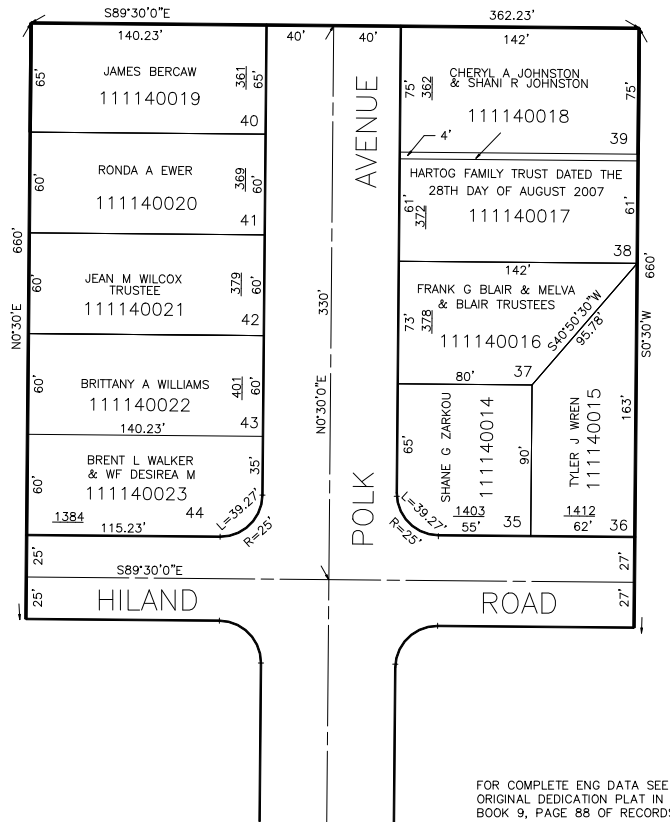 S89°30'0"E
362.23'
140.23'
40'
40'
142'
65'
JAMES BERCAW
111140019
361
65'
40
75'
362
CHERYL A JOHNSTON
& SHANI R JOHNSTON
111140018
75'
39
4'
AVENUE
60'
RONDA A EWER
111140020
369
60'
41
HARTOG FAMILY TRUST DATED THE
28TH DAY OF AUGUST 2007
111140017
61'
372
61'
38
660'
N0°30'E
60'
JEAN M WILCOX
TRUSTEE
111140021
379
60'
42
330'
N0°30'0"E
142'
FRANK G BLAIR & MELVA
& BLAIR TRUSTEES
111140016
73'
378
37
80'
S40°50'30"W
95.78'
660'
S0°30'W
60'
BRITTANY A WILLIAMS
111140022
140.23'
401
60'
43
65'
SHANE G ZARKOU
111140014
90'
1403
55'
35
TYLER J WREN
111140015
163'
1412
62'
36
60'
BRENT L WALKER
& WF DESIREA M
111140023
35'
1384
44
115.23'
L=39.27'
R=25'
POLK
L=39.27'
R=25'
25'
S89°30'0"E
27'
25'
HILAND
ROAD
27'
FOR COMPLETE ENG DATA SEE
ORIGINAL DEDICATION PLAT IN
BOOK 9, PAGE 88 OF RECORDS